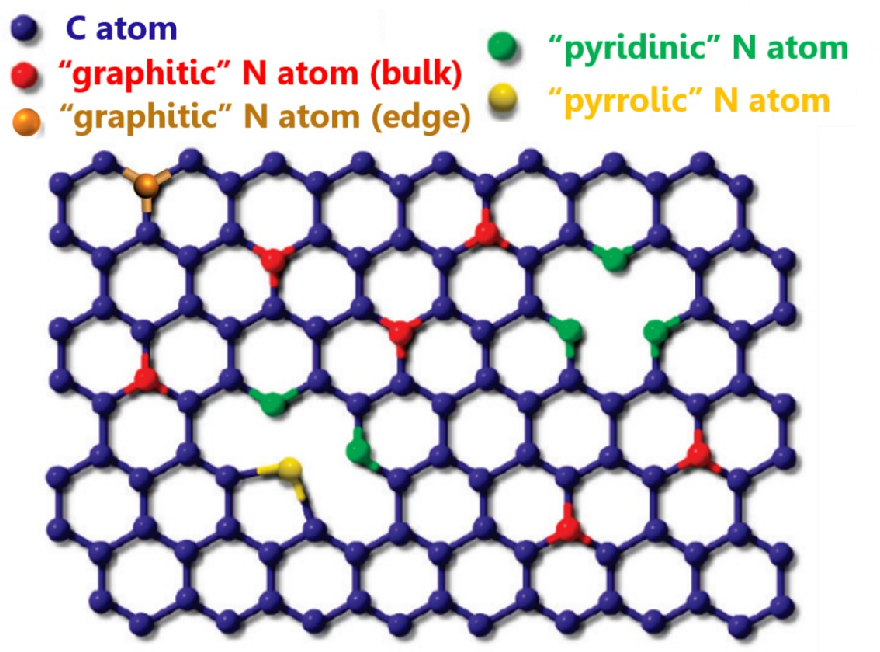 C atom
“graphitic” N atom (bulk)
“graphitic” N atom (edge)
“pyridinic” N atom
“pyrrolic” N atom